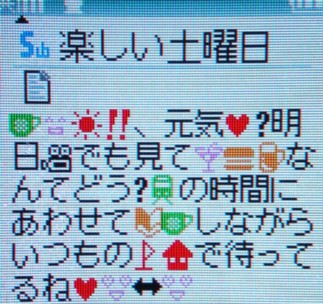 Sub 楽しい土曜日
☕☀‼、元気♥?明
日🎥でも見て🍸🍔🍺な
んてどう?🚃の時間に
あわせて📖☕しながら
いつもの⛳🏠で待って
るね♥💕↔💕